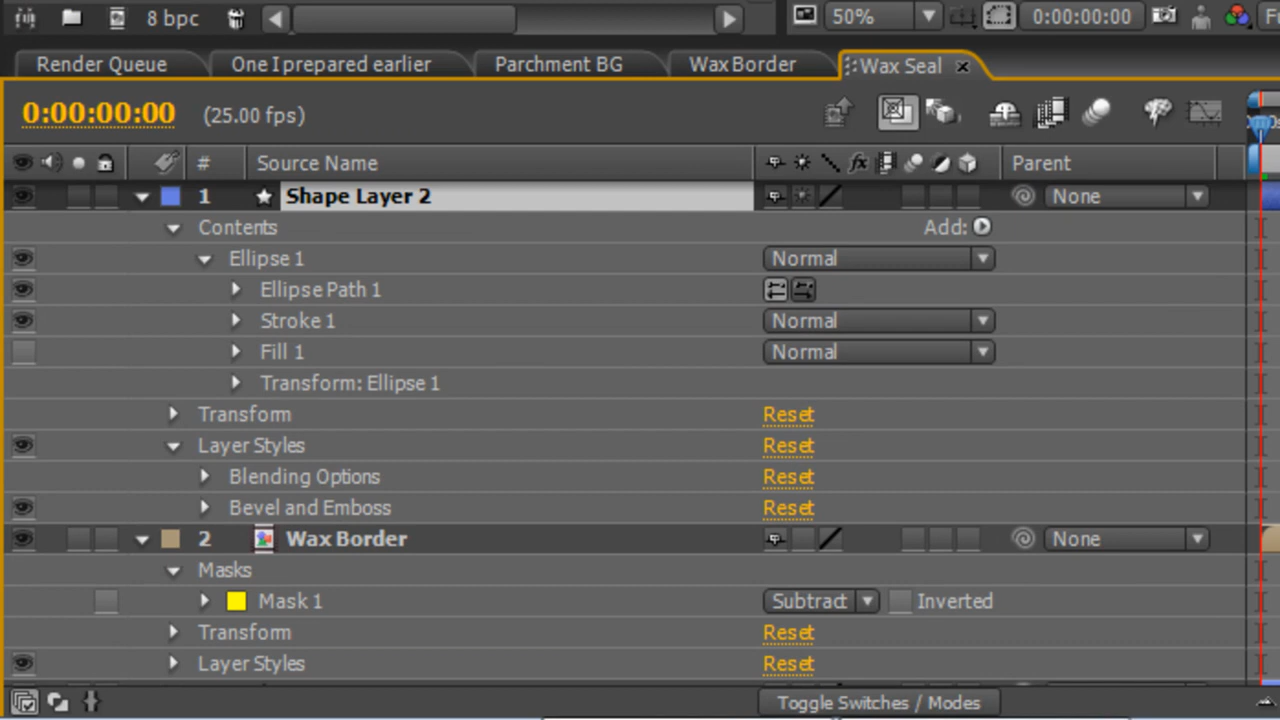 8 bpc 50% 0:00:00:00
Render Queue One I prepared earlier Parchment BG Wax Border Wax Seal
0:00:00:00 (25.00 fps)
# Source Name fx Parent
1 Shape Layer 2 None
Contents Add:
Ellipse 1 Normal
Ellipse Path 1
Stroke 1 Normal
Fill 1 Normal
Transform: Ellipse 1
Transform Reset
Layer Styles Reset
Blending Options Reset
Bevel and Emboss Reset
2 Wax Border None
Masks
Mask 1 Subtract Inverted
Transform Reset
Layer Styles Reset
Toggle Switches / Modes